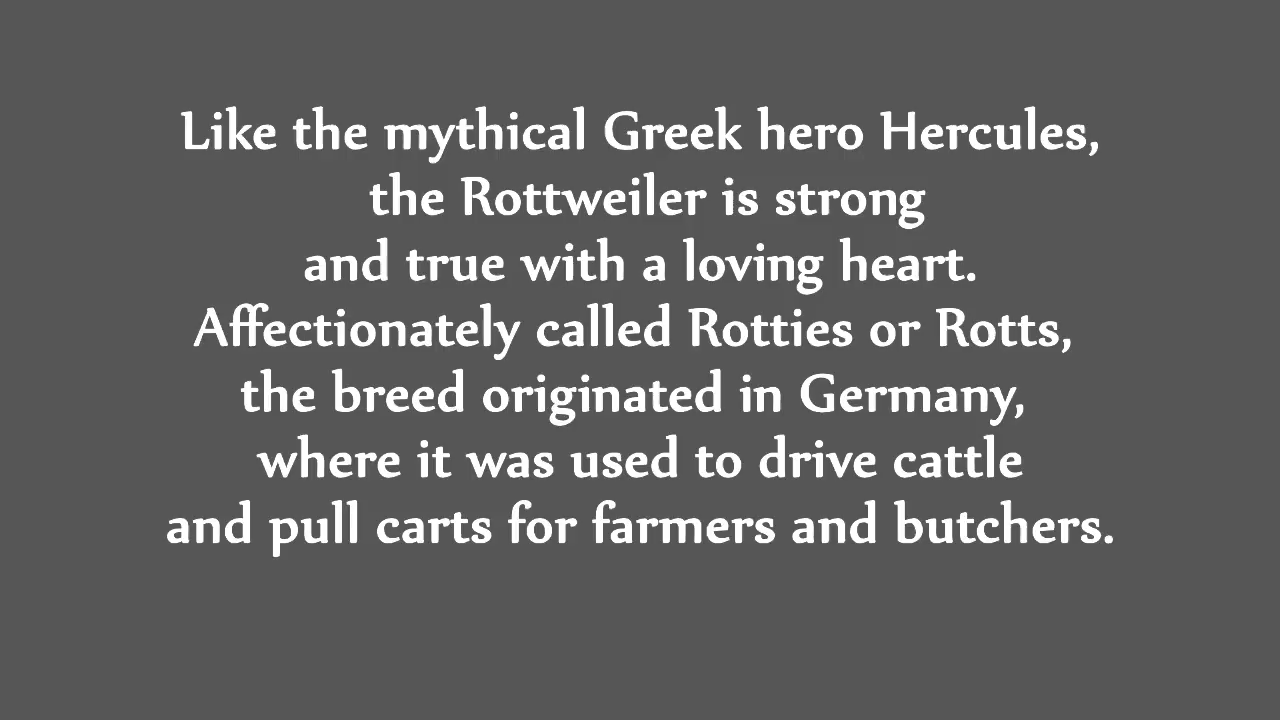 Like the mythical Greek hero Hercules,
the Rottweiler is strong
and true with a loving heart.
Affectionately called Rotties or Rotts,
the breed originated in Germany,
where it was used to drive cattle
and pull carts for farmers and butchers.